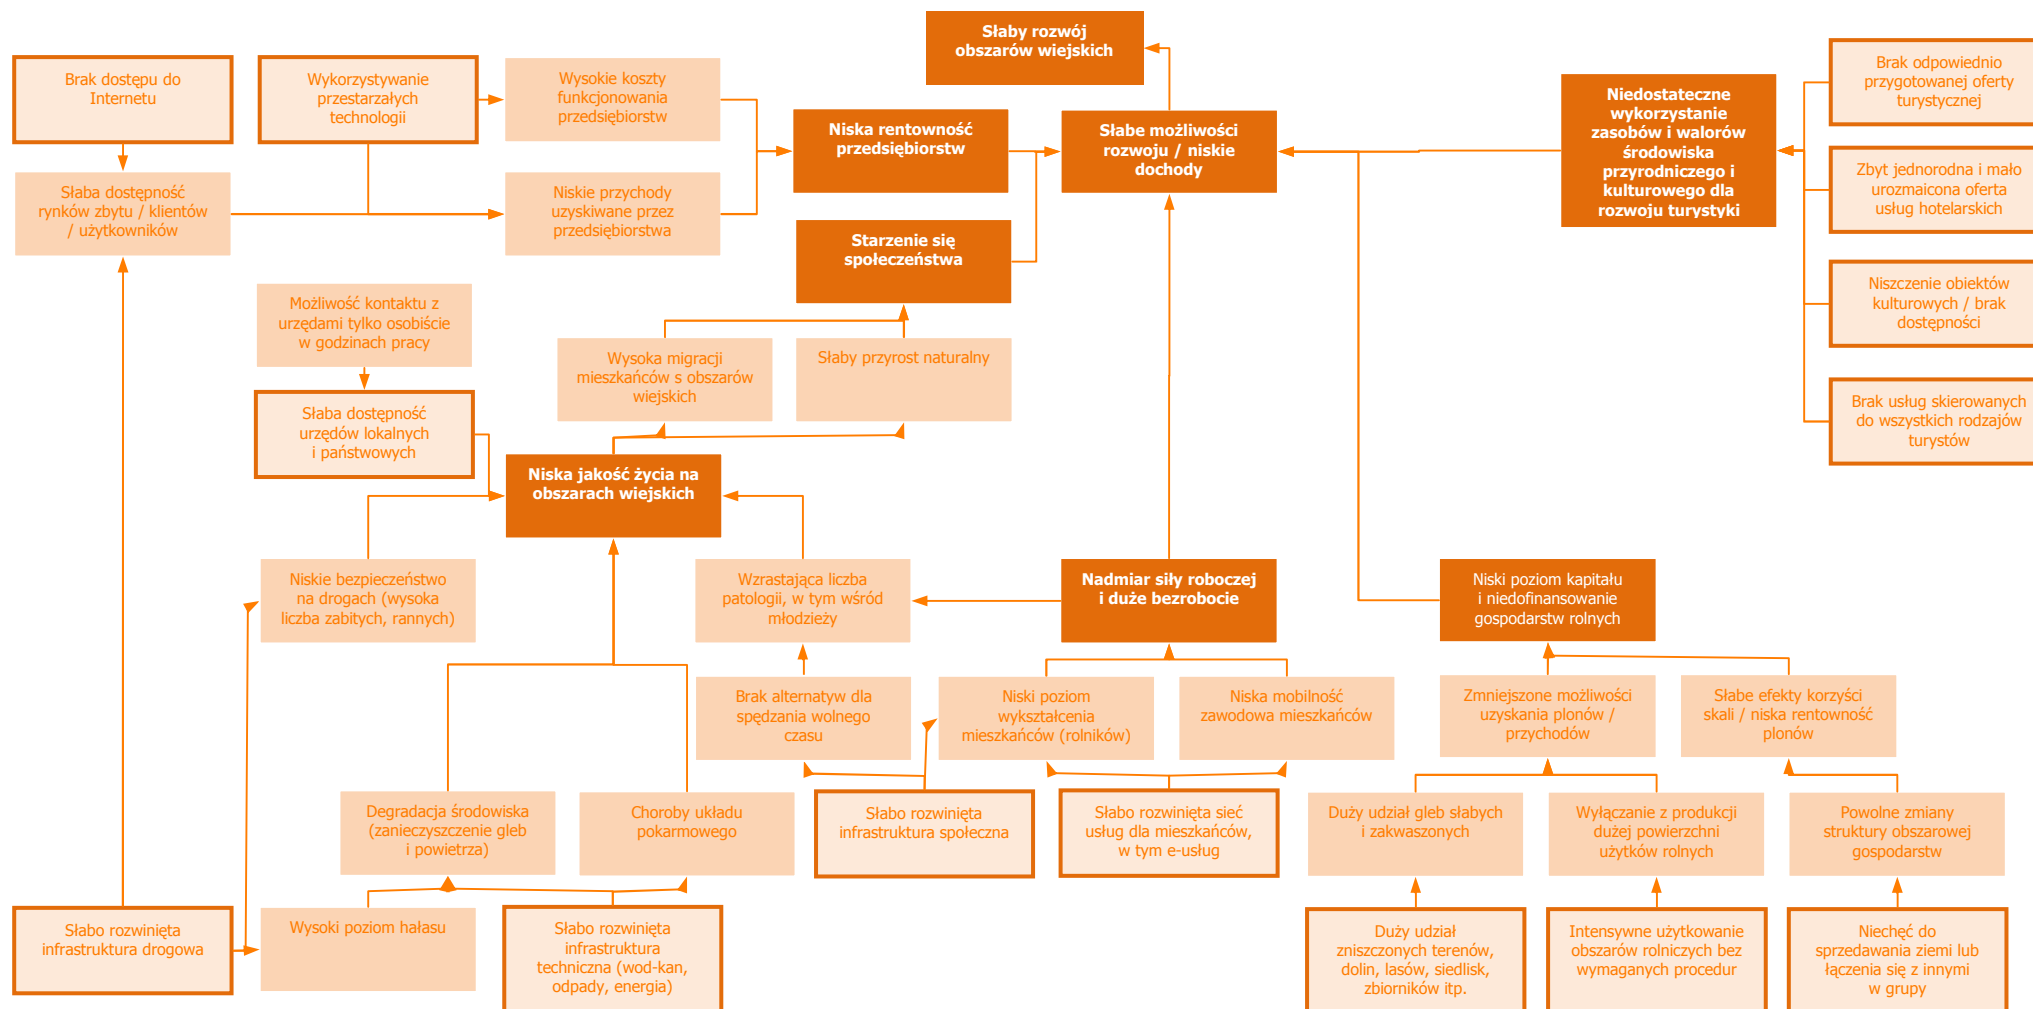 Słaby rozwój
obszarów wiejskich
Brak dostępu do
Internetu
Wykorzystywanie
przestarzałych
technologii
Wysokie koszty
funkcjonowania
przedsiębiorstw
Niska rentowność
przedsiębiorstw
Słabe możliwości
rozwoju / niskie
dochody
Niedostateczne
wykorzystanie
zasobów i walorów
środowiska
przyrodniczego i
kulturowego dla
rozwoju turystyki
Brak odpowiednio
przygotowanej oferty
turystycznej
Zbyt jednorodna i mało
urozmaicona oferta
usług hotelarskich
Niszczenie obiektów
kulturowych / brak
dostępności
Brak usług skierowanych
do wszystkich rodzajów
turystów
Słaba dostępność
rynków zbytu / klientów
/ użytkowników
Niskie przychody
uzyskiwane przez
przedsiębiorstwa
Starzenie się
społeczeństwa
Możliwość kontaktu z
urzędami tylko osobiście
w godzinach pracy
Wysoka migracji
mieszkańców s obszarów
wiejskich
Słaby przyrost naturalny
Słaba dostępność
urzędów lokalnych
i państwowych
Niska jakość życia na
obszarach wiejskich
Niskie bezpieczeństwo
na drogach (wysoka
liczba zabitych, rannych)
Wzrastająca liczba
patologii, w tym wśród
młodzieży
Nadmiar siły roboczej
i duże bezrobocie
Niski poziom kapitału
i niedofinansowanie
gospodarstw rolnych
Brak alternatyw dla
spędzania wolnego
czasu
Niski poziom
wykształcenia
mieszkańców (rolników)
Niska mobilność
zawodowa mieszkańców
Zmniejszone możliwości
uzyskania plonów /
przychodów
Słabe efekty korzyści
skali / niska rentowność
plonów
Degradacja środowiska
(zanieczyszczenie gleb
i powietrza)
Choroby układu
pokarmowego
Słabo rozwinięta
infrastruktura społeczna
Słabo rozwinięta sieć
usług dla mieszkańców,
w tym e-usług
Duży udział gleb słabych
i zakwaszonych
Wyłączanie z produkcji
dużej powierzchni
użytków rolnych
Powolne zmiany
struktury obszarowej
gospodarstw
Słabo rozwinięta
infrastruktura drogowa
Wysoki poziom hałasu
Słabo rozwinięta
infrastruktura
techniczna (wod-kan,
odpady, energia)
Duży udział
zniszczonych terenów,
dolin, lasów, siedlisk,
zbiorników itp.
Intensywne użytkowanie
obszarów rolniczych bez
wymaganych procedur
Niechęć do
sprzedawania ziemi lub
łączenia się z innymi
w grupy